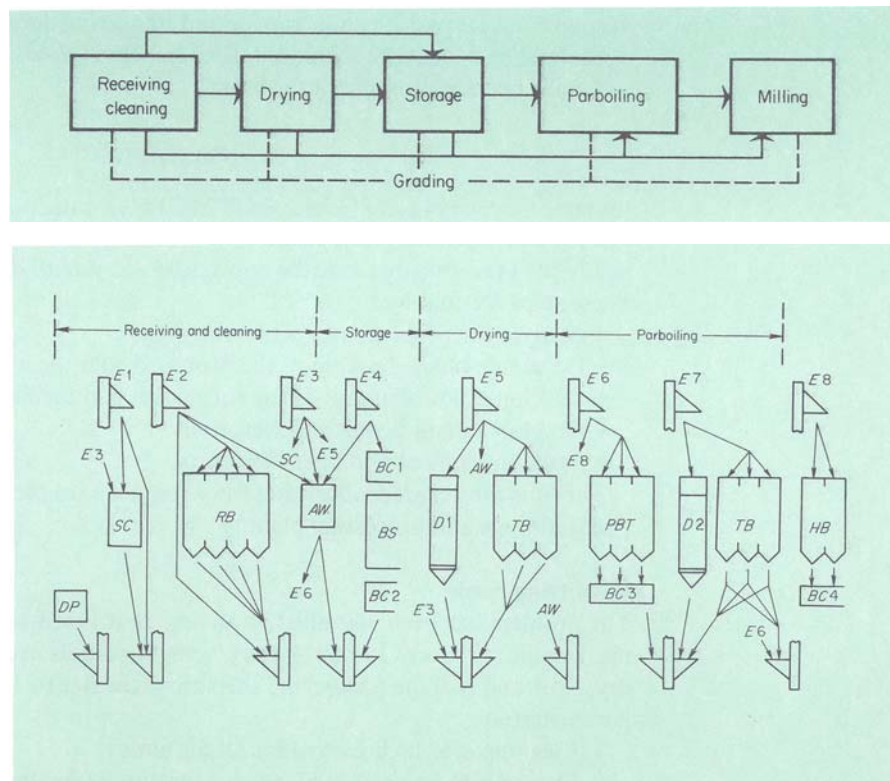 Receiving
cleaning
Drying
Storage
Parboiling
Milling
Grading
Receiving and cleaning
Storage
Drying
Parboiling
E1
E2
E3
E4
E5
E6
E7
E8
E3
SC
E5
AW
E8
BC1
SC
RB
AW.
BS
D1
TB
PBT
D2
TB
HB
E6
BC2
BC3
BC4
DP
E3
AW
E6